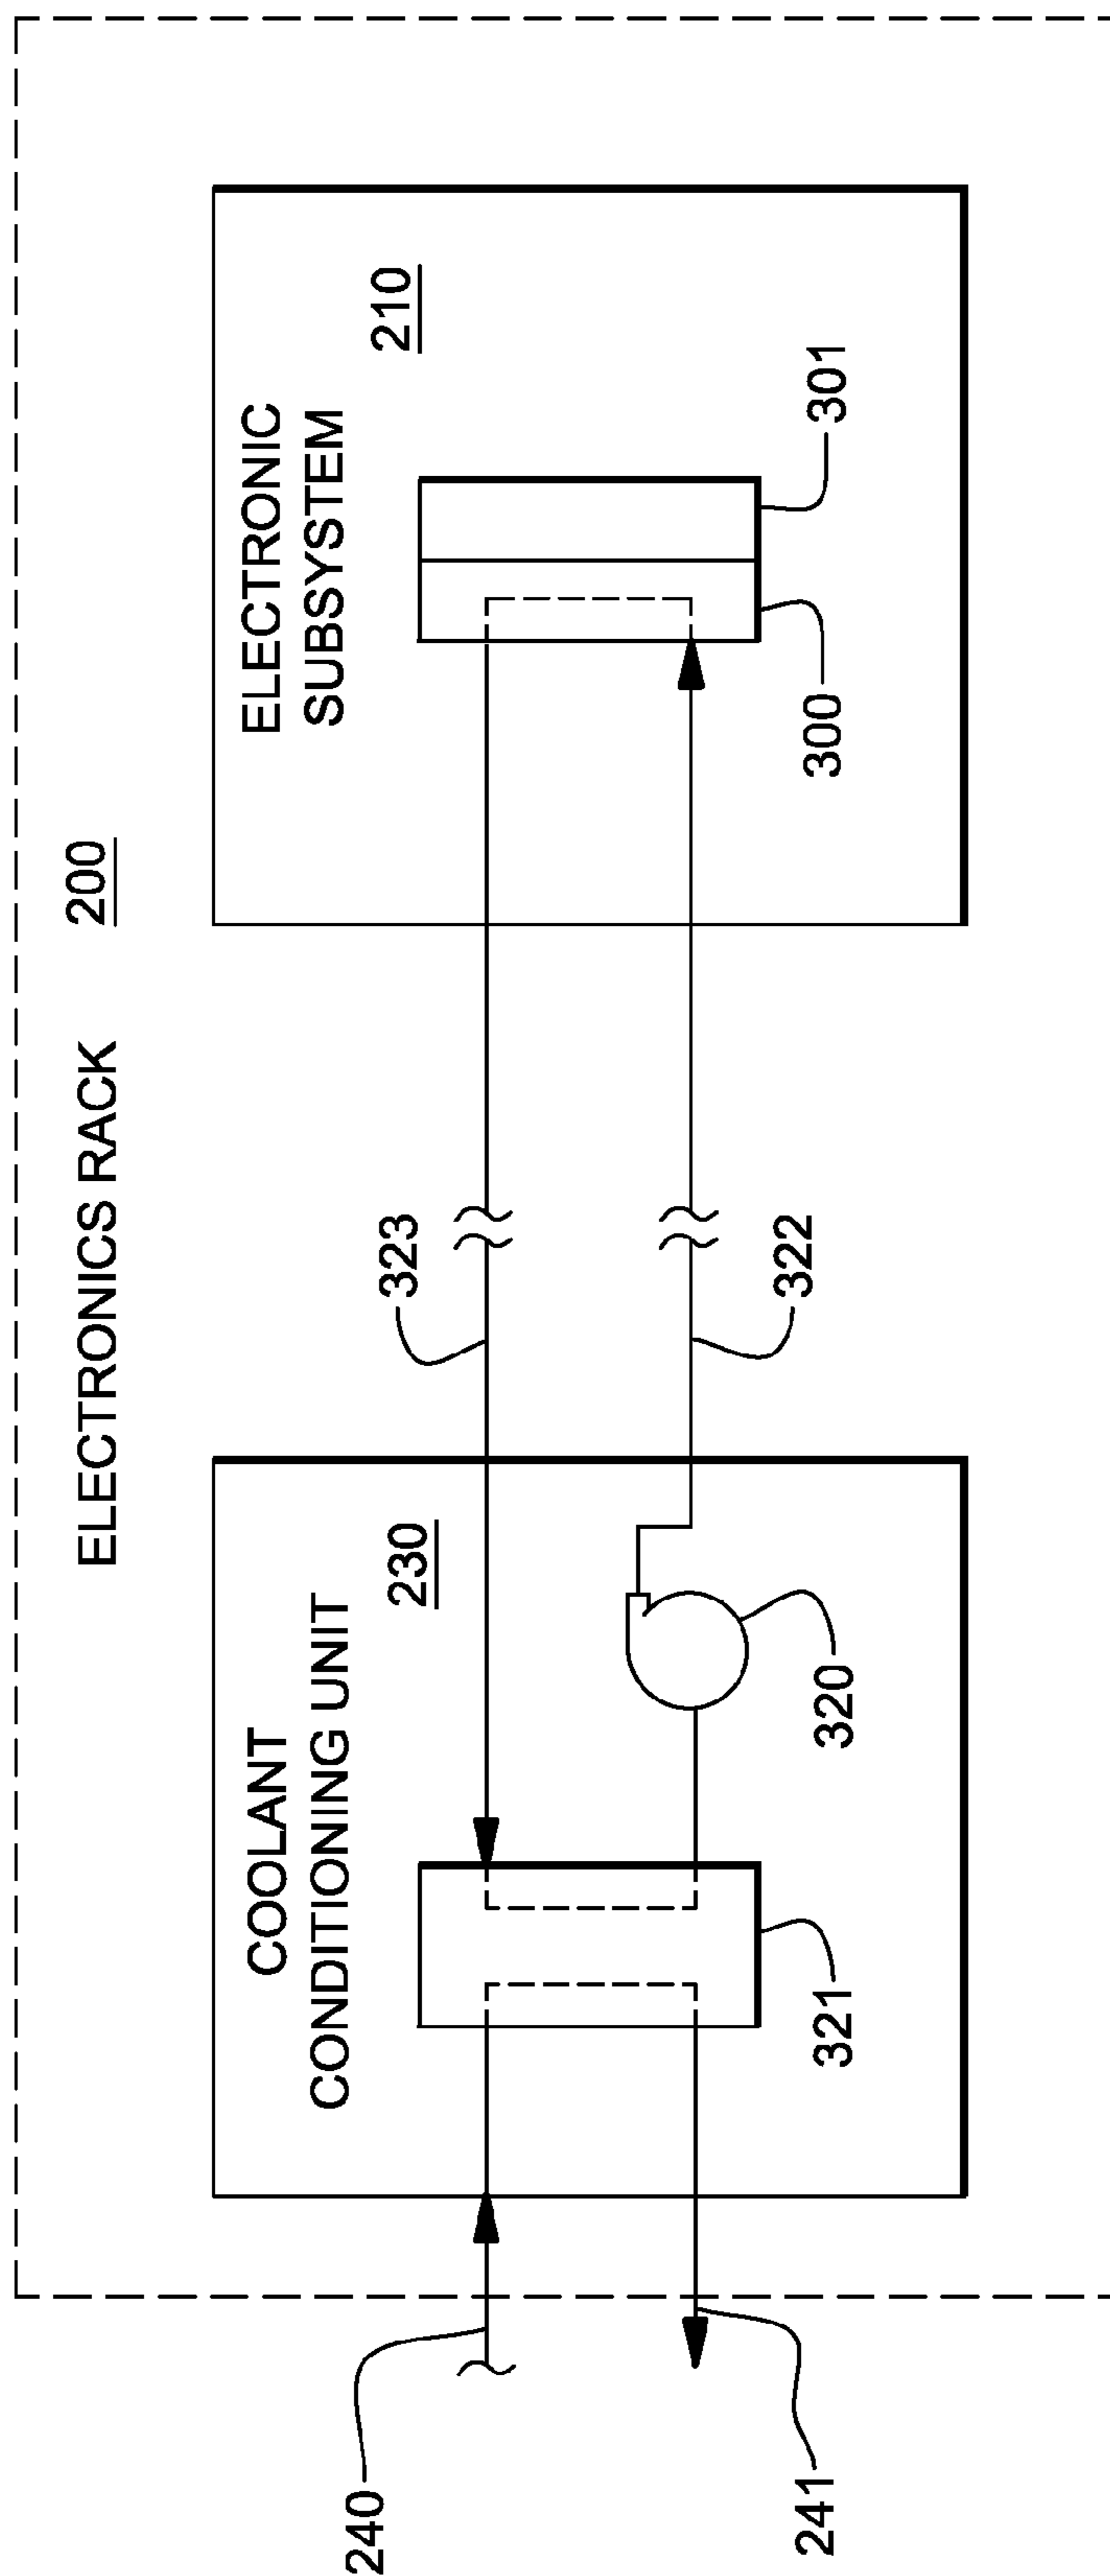 ELECTRONICS RACK 200
COOLANT
CONDITIONING UNIT
230
ELECTRONIC
SUBSYSTEM
210
240
323
241
321
320
322
300
301